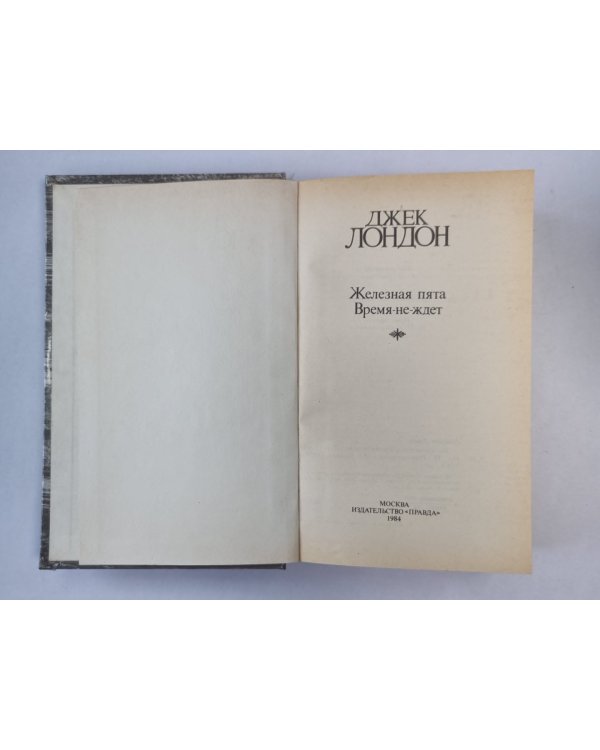 ДЖЕК
ЛОНДОН
Железная пята
Время-не-ждет
МОСКВА
ИЗДАТЕЛЬСТВО «ПРАВДА»
1984